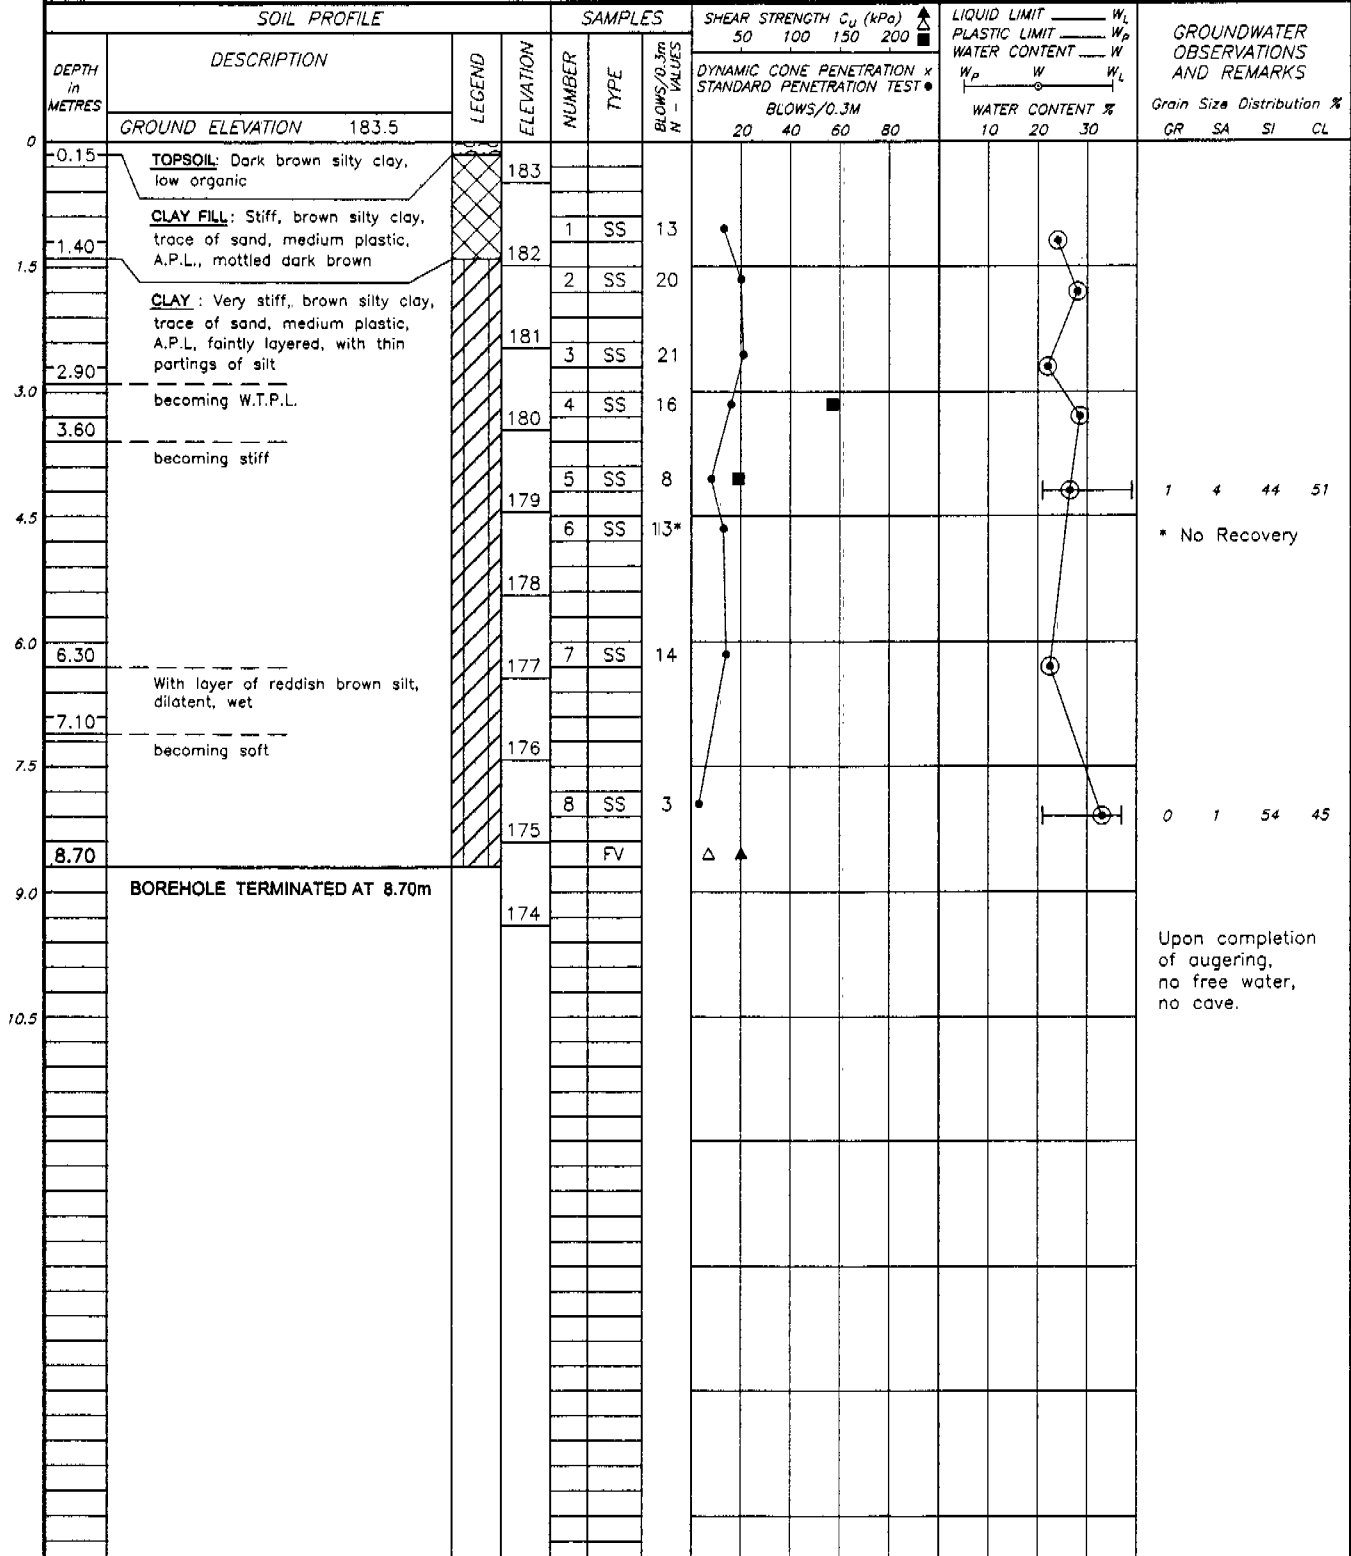 SOIL PROFILE
SAMPLES
SHEAR STRENGTH Cu (kPa)
50 100 150 200
LIQUID LIMIT WL
PLASTIC LIMIT WP
WATER CONTENT W
WP W WL
WATER CONTENT %
10 20 30
GROUNDWATER
OBSERVATIONS
AND REMARKS
Grain Size Distribution %
GR SA SI CL
DEPTH
in
METRES
DESCRIPTION
LEGEND
ELEVATION
NUMBER
TYPE
BLOWS/0.3m
N - VALUES
DYNAMIC CONE PENETRATION x
STANDARD PENETRATION TEST ●
BLOWS/0.3M
20 40 60 80
GROUND ELEVATION 183.5
0
0.15
TOPSOIL: Dark brown silty clay,
low organic
183
CLAY FILL: Stiff, brown silty clay,
trace of sand, medium plastic,
A.P.L., mottled dark brown
1 SS 13
1.40
182
1.5
2 SS 20
CLAY : Very stiff, brown silty clay,
trace of sand, medium plastic,
A.P.L, faintly layered, with thin
partings of silt
181
3 SS 21
2.90
3.0
becoming W.T.P.L.
4 SS 16
180
3.60
becoming stiff
5 SS 8
1 4 44 51
179
4.5
6 SS 13*
* No Recovery
178
6.0
6.30
7 SS 14
177
With layer of reddish brown silt,
dilatent, wet
7.10
becoming soft
176
7.5
8 SS 3
0 1 54 45
175
8.70
FV
BOREHOLE TERMINATED AT 8.70m
9.0
174
Upon completion
of augering,
no free water,
no cave.
10.5